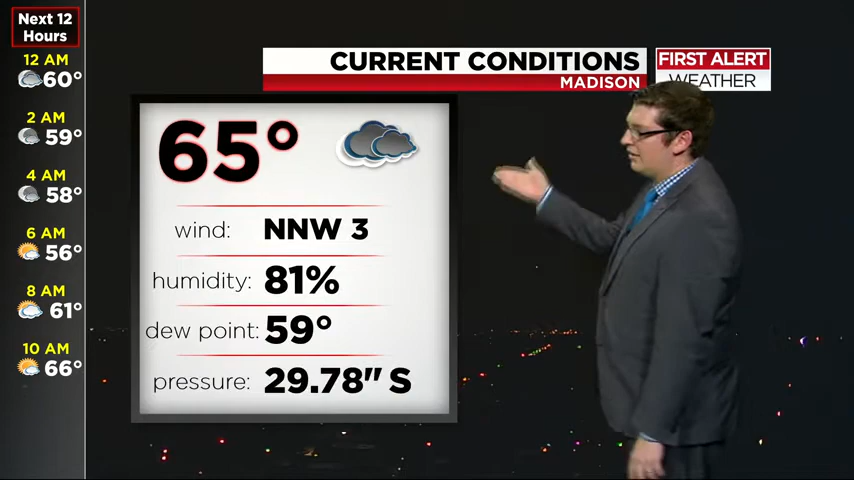 Next 12
Hours
12 AM
60°
2 AM
59°
4 AM
58°
6 AM
56°
8 AM
61°
10 AM
66°
CURRENT CONDITIONS
MADISON
FIRST ALERT
WEATHER
65°
wind: NNW 3
humidity: 81%
dew point: 59°
pressure: 29.78" S